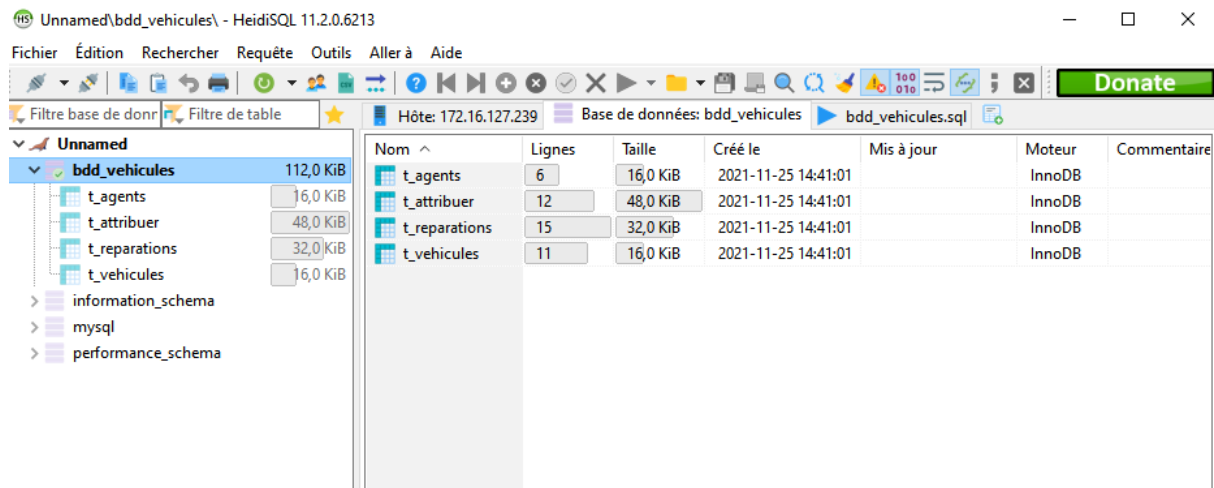 Unnamed\bdd_vehicules\ - HeidiSQL 11.2.0.6213
Fichier Édition Rechercher Requête Outils Aller à Aide
Donate
Filtre base de donr Filtre de table
Hôte: 172.16.127.239 Base de données: bdd_vehicules bdd_vehicules.sql
Unnamed
bdd_vehicules 112,0 KiB
t_agents 16,0 KiB
t_attribuer 48,0 KiB
t_reparations 32,0 KiB
t_vehicules 16,0 KiB
information_schema
mysql
performance_schema
Nom Lignes Taille Créé le Mis à jour Moteur Commentaire
t_agents 6 16,0 KiB 2021-11-25 14:41:01 InnoDB
t_attribuer 12 48,0 KiB 2021-11-25 14:41:01 InnoDB
t_reparations 15 32,0 KiB 2021-11-25 14:41:01 InnoDB
t_vehicules 11 16,0 KiB 2021-11-25 14:41:01 InnoDB